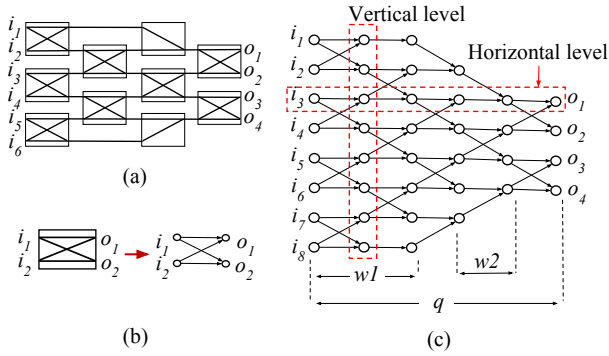 i1
i2
i3
i4
i5
i6
o1
o2
o3
o4
(a)
i1
i2
o1
o2
i1
i2
o1
o2
(b)
Vertical level
Horizontal level
i1
i2
i3
i4
i5
i6
i7
i8
o1
o2
o3
o4
w1
w2
q
(c)